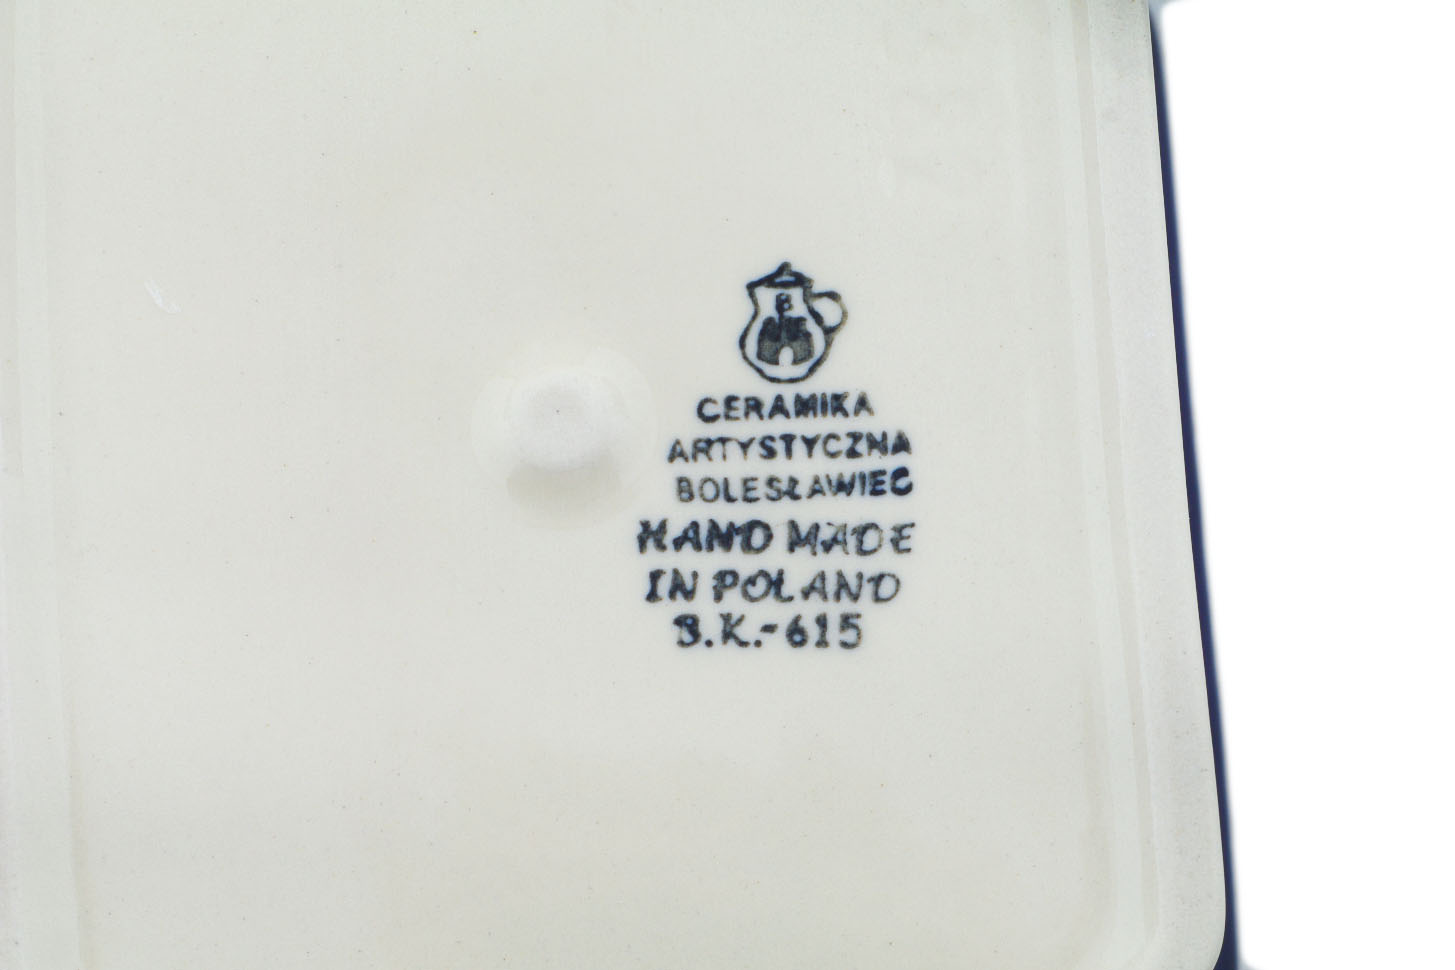 B
CERAMIKA
ARTYSTYCZNA
BOLESŁAWIEC
HAND MADE
IN POLAND
B.K.-615